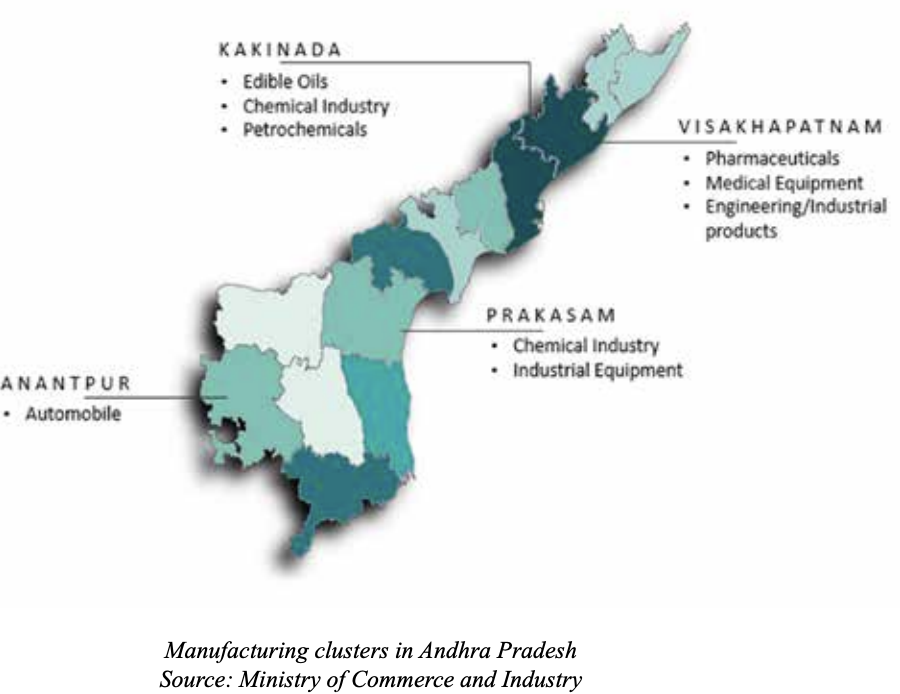 KAKINADA
• Edible Oils
• Chemical Industry
• Petrochemicals
VISAKHAPATNAM
• Pharmaceuticals
• Medical Equipment
• Engineering/Industrial
products
PRAKASAM
• Chemical Industry
• Industrial Equipment
ANANTPUR
• Automobile
Manufacturing clusters in Andhra Pradesh
Source: Ministry of Commerce and Industry